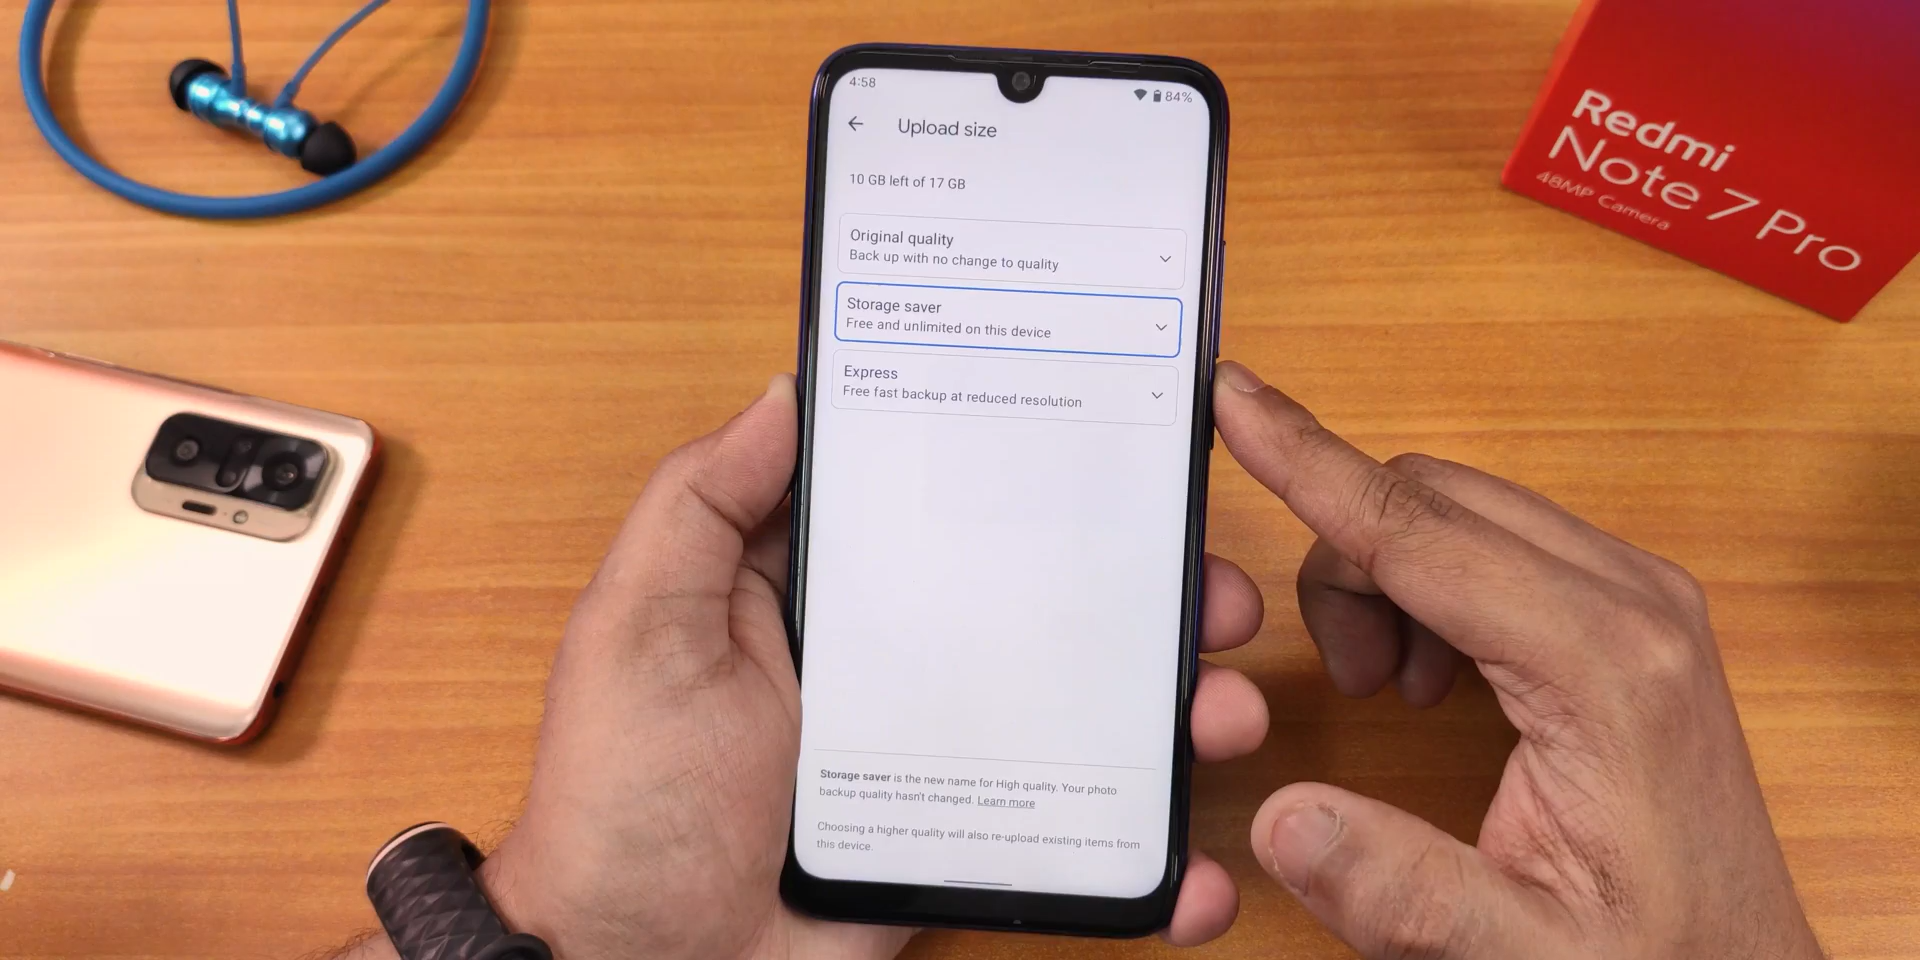 4:58
84%
Upload size
10 GB left of 17 GB
Original quality
Back up with no change to quality
Storage saver
Free and unlimited on this device
Express
Free fast backup at reduced resolution
Storage saver is the new name for High quality. Your photo
backup quality hasn't changed. Learn more
Choosing a higher quality will also re-upload existing items from
this device.
Redmi
Note 7 Pro
48MP Camera